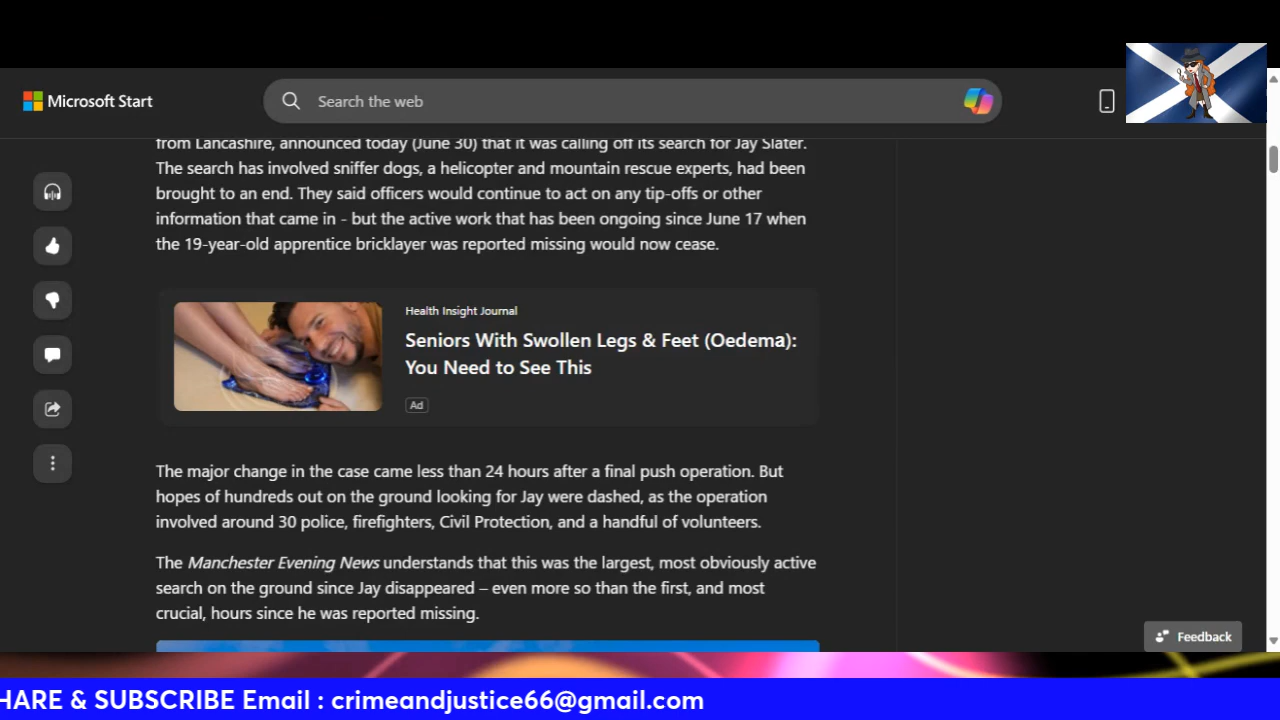 Microsoft Start
Search the web
from Lancashire, announced today (June 30) that it was calling off its search for Jay Slater.
The search has involved sniffer dogs, a helicopter and mountain rescue experts, had been
brought to an end. They said officers would continue to act on any tip-offs or other
information that came in - but the active work that has been ongoing since June 17 when
the 19-year-old apprentice bricklayer was reported missing would now cease.
Health Insight Journal
Seniors With Swollen Legs & Feet (Oedema):
You Need to See This
Ad
The major change in the case came less than 24 hours after a final push operation. But
hopes of hundreds out on the ground looking for Jay were dashed, as the operation
involved around 30 police, firefighters, Civil Protection, and a handful of volunteers.
The Manchester Evening News understands that this was the largest, most obviously active
search on the ground since Jay disappeared – even more so than the first, and most
crucial, hours since he was reported missing.
Feedback
HARE & SUBSCRIBE Email : crimeandjustice66@gmail.com